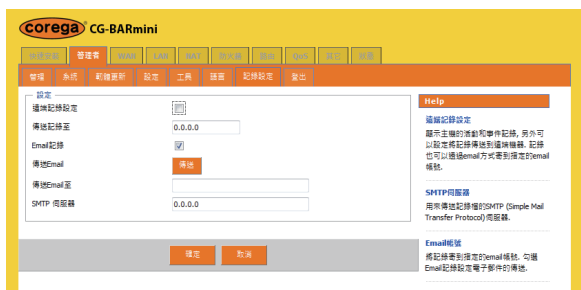 corega CG-BARmini
快速安裝 管理者 WAN LAN NAT 防火牆 路由 QoS 其它 狀態
管理 系統 韌體更新 設定 工具 語言 記錄設定 登出
設定
遠端記錄設定
傳送記錄至 0.0.0.0
Email記錄
傳送Email 傳送
傳送Email至
SMTP 伺服器 0.0.0.0
確定 取消
Help
遠端記錄設定
顯示主機的活動和事件記錄, 另外可
以設定將記錄傳送到遠端機器. 記錄
也可以透過email方式寄到指定的email
帳號.
SMTP伺服器
用來傳送記錄檔的SMTP (Simple Mail
Transfer Protocol)伺服器.
Email帳號
將記錄寄到指定的email帳號. 勾選
Email記錄設定電子郵件的傳送.